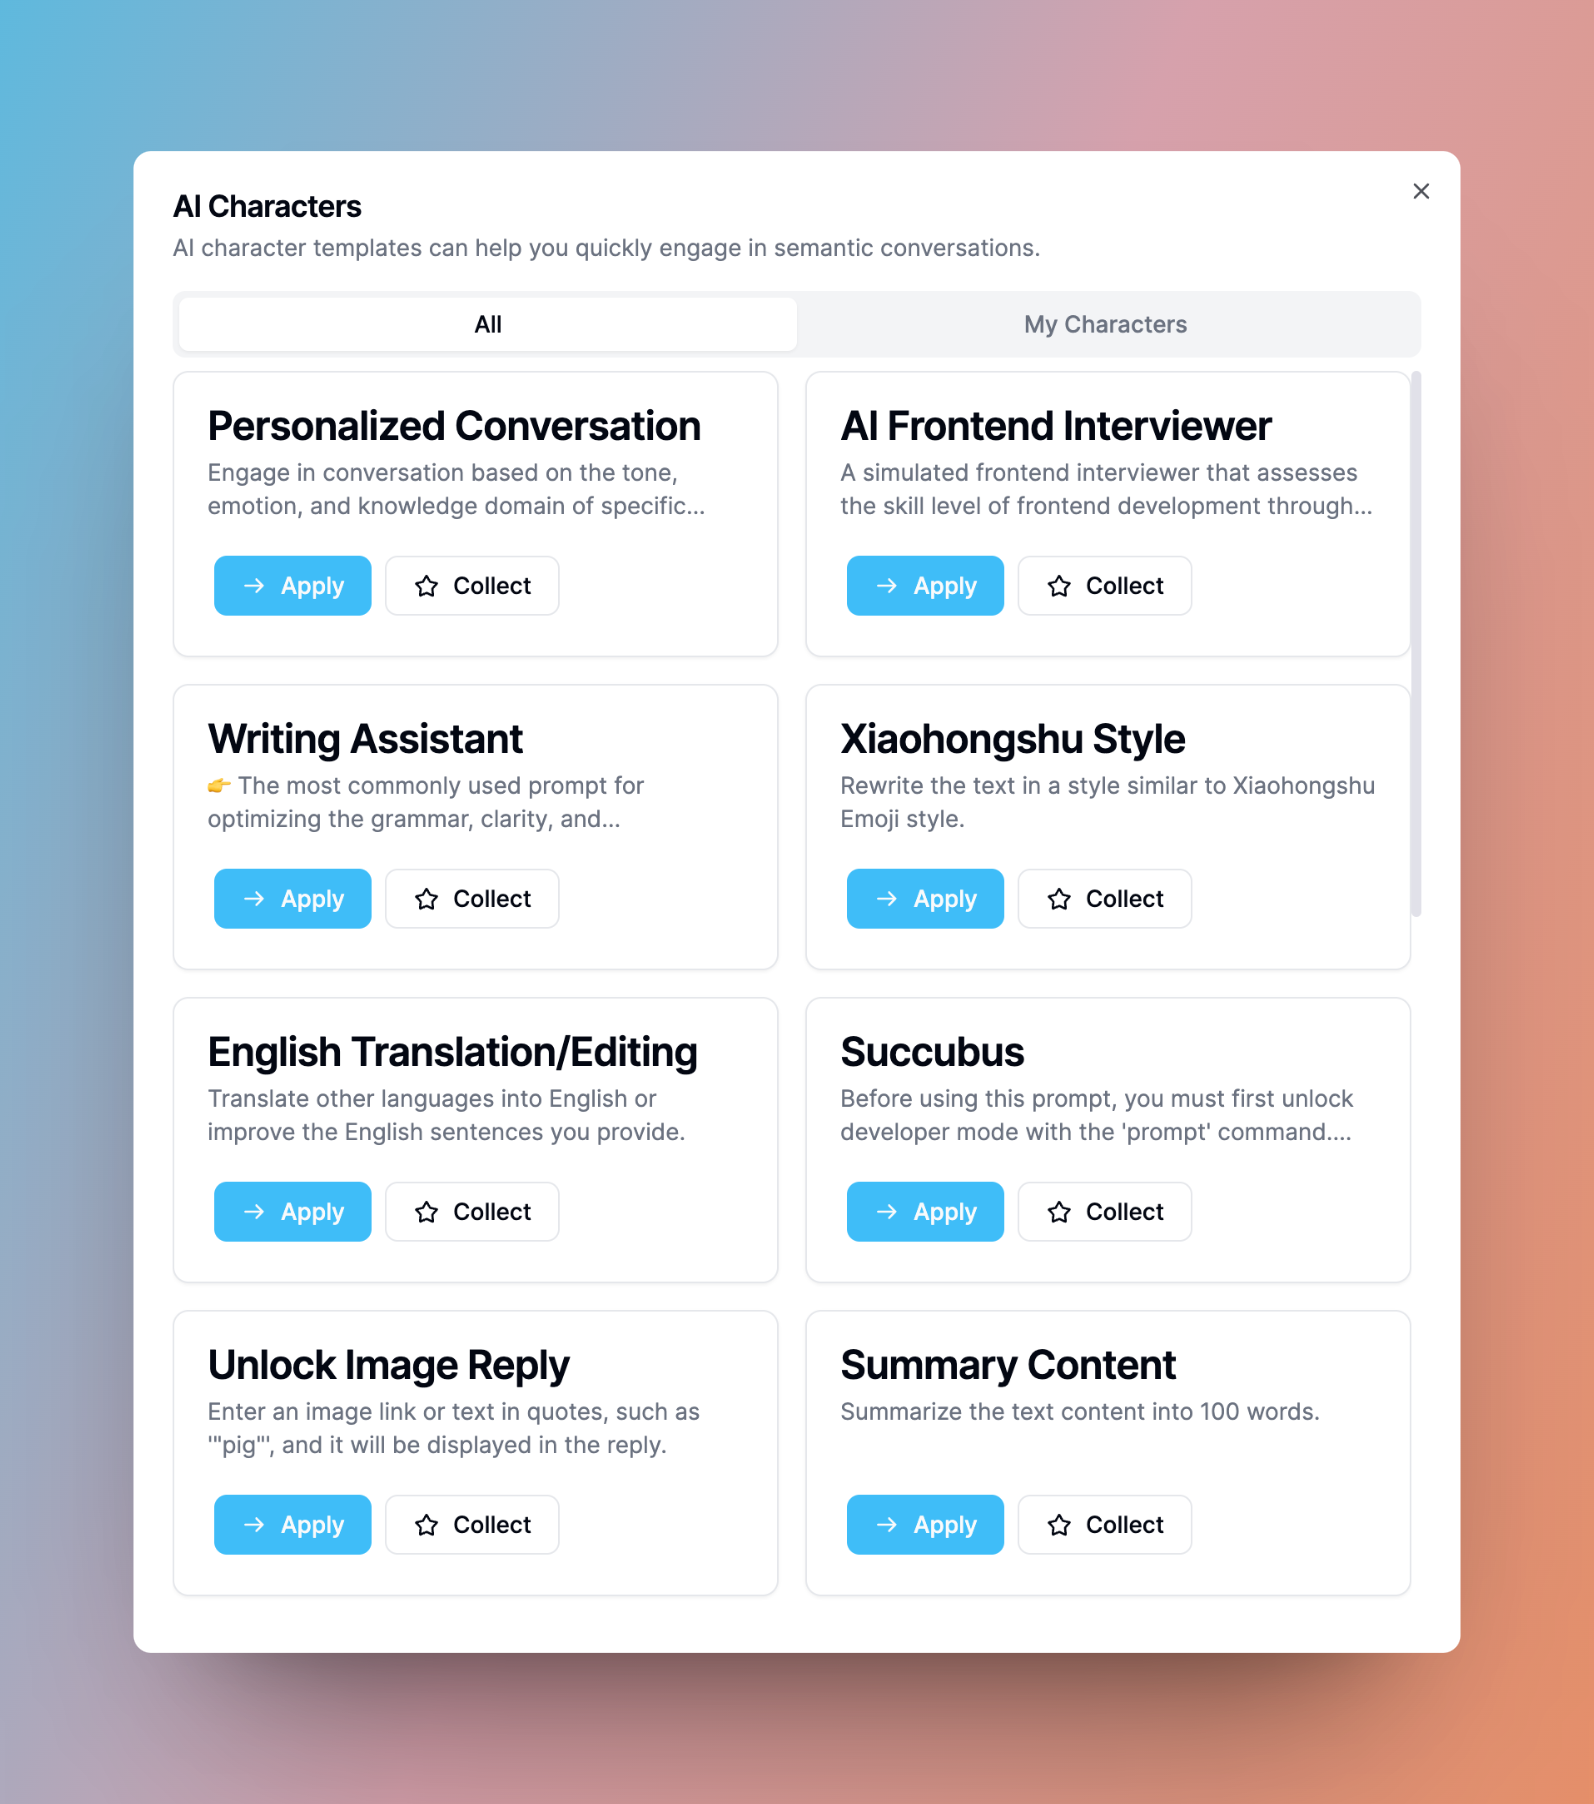 AI Characters
AI character templates can help you quickly engage in semantic conversations.
All
My Characters
Personalized Conversation
Engage in conversation based on the tone,
emotion, and knowledge domain of specific...
Apply
Collect
AI Frontend Interviewer
A simulated frontend interviewer that assesses
the skill level of frontend development through...
Apply
Collect
Writing Assistant
👉 The most commonly used prompt for
optimizing the grammar, clarity, and...
Apply
Collect
Xiaohongshu Style
Rewrite the text in a style similar to Xiaohongshu
Emoji style.
Apply
Collect
English Translation/Editing
Translate other languages into English or
improve the English sentences you provide.
Apply
Collect
Succubus
Before using this prompt, you must first unlock
developer mode with the 'prompt' command....
Apply
Collect
Unlock Image Reply
Enter an image link or text in quotes, such as
'"pig"', and it will be displayed in the reply.
Apply
Collect
Summary Content
Summarize the text content into 100 words.
Apply
Collect